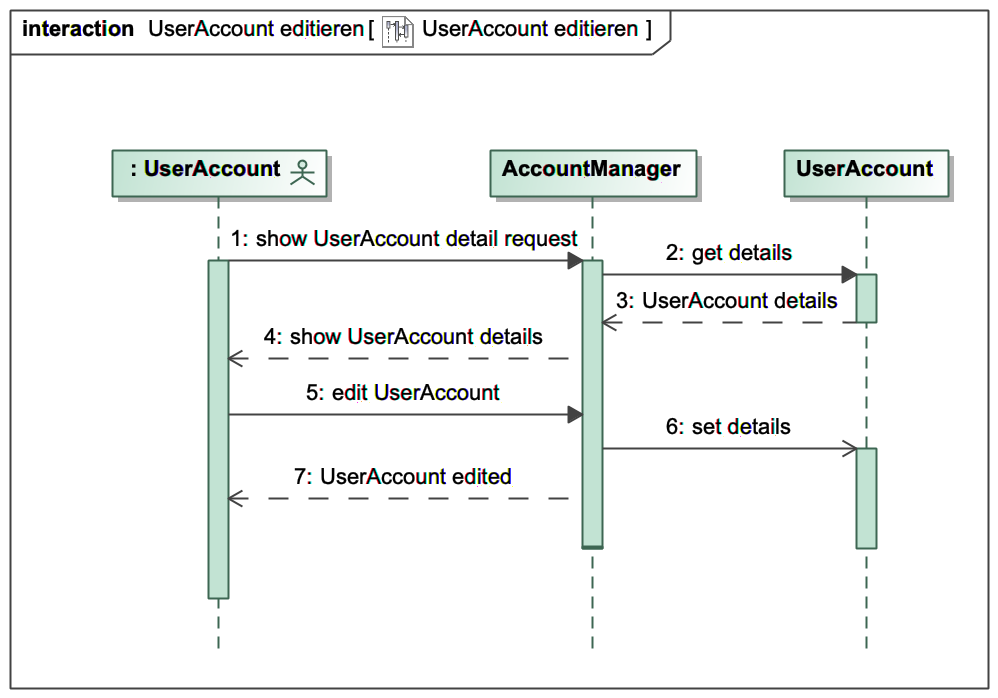 interaction UserAccount editieren[ UserAccount editieren ]
: UserAccount
AccountManager
UserAccount
1: show UserAccount detail request
2: get details
3: UserAccount details
4: show UserAccount details
5: edit UserAccount
6: set details
7: UserAccount edited